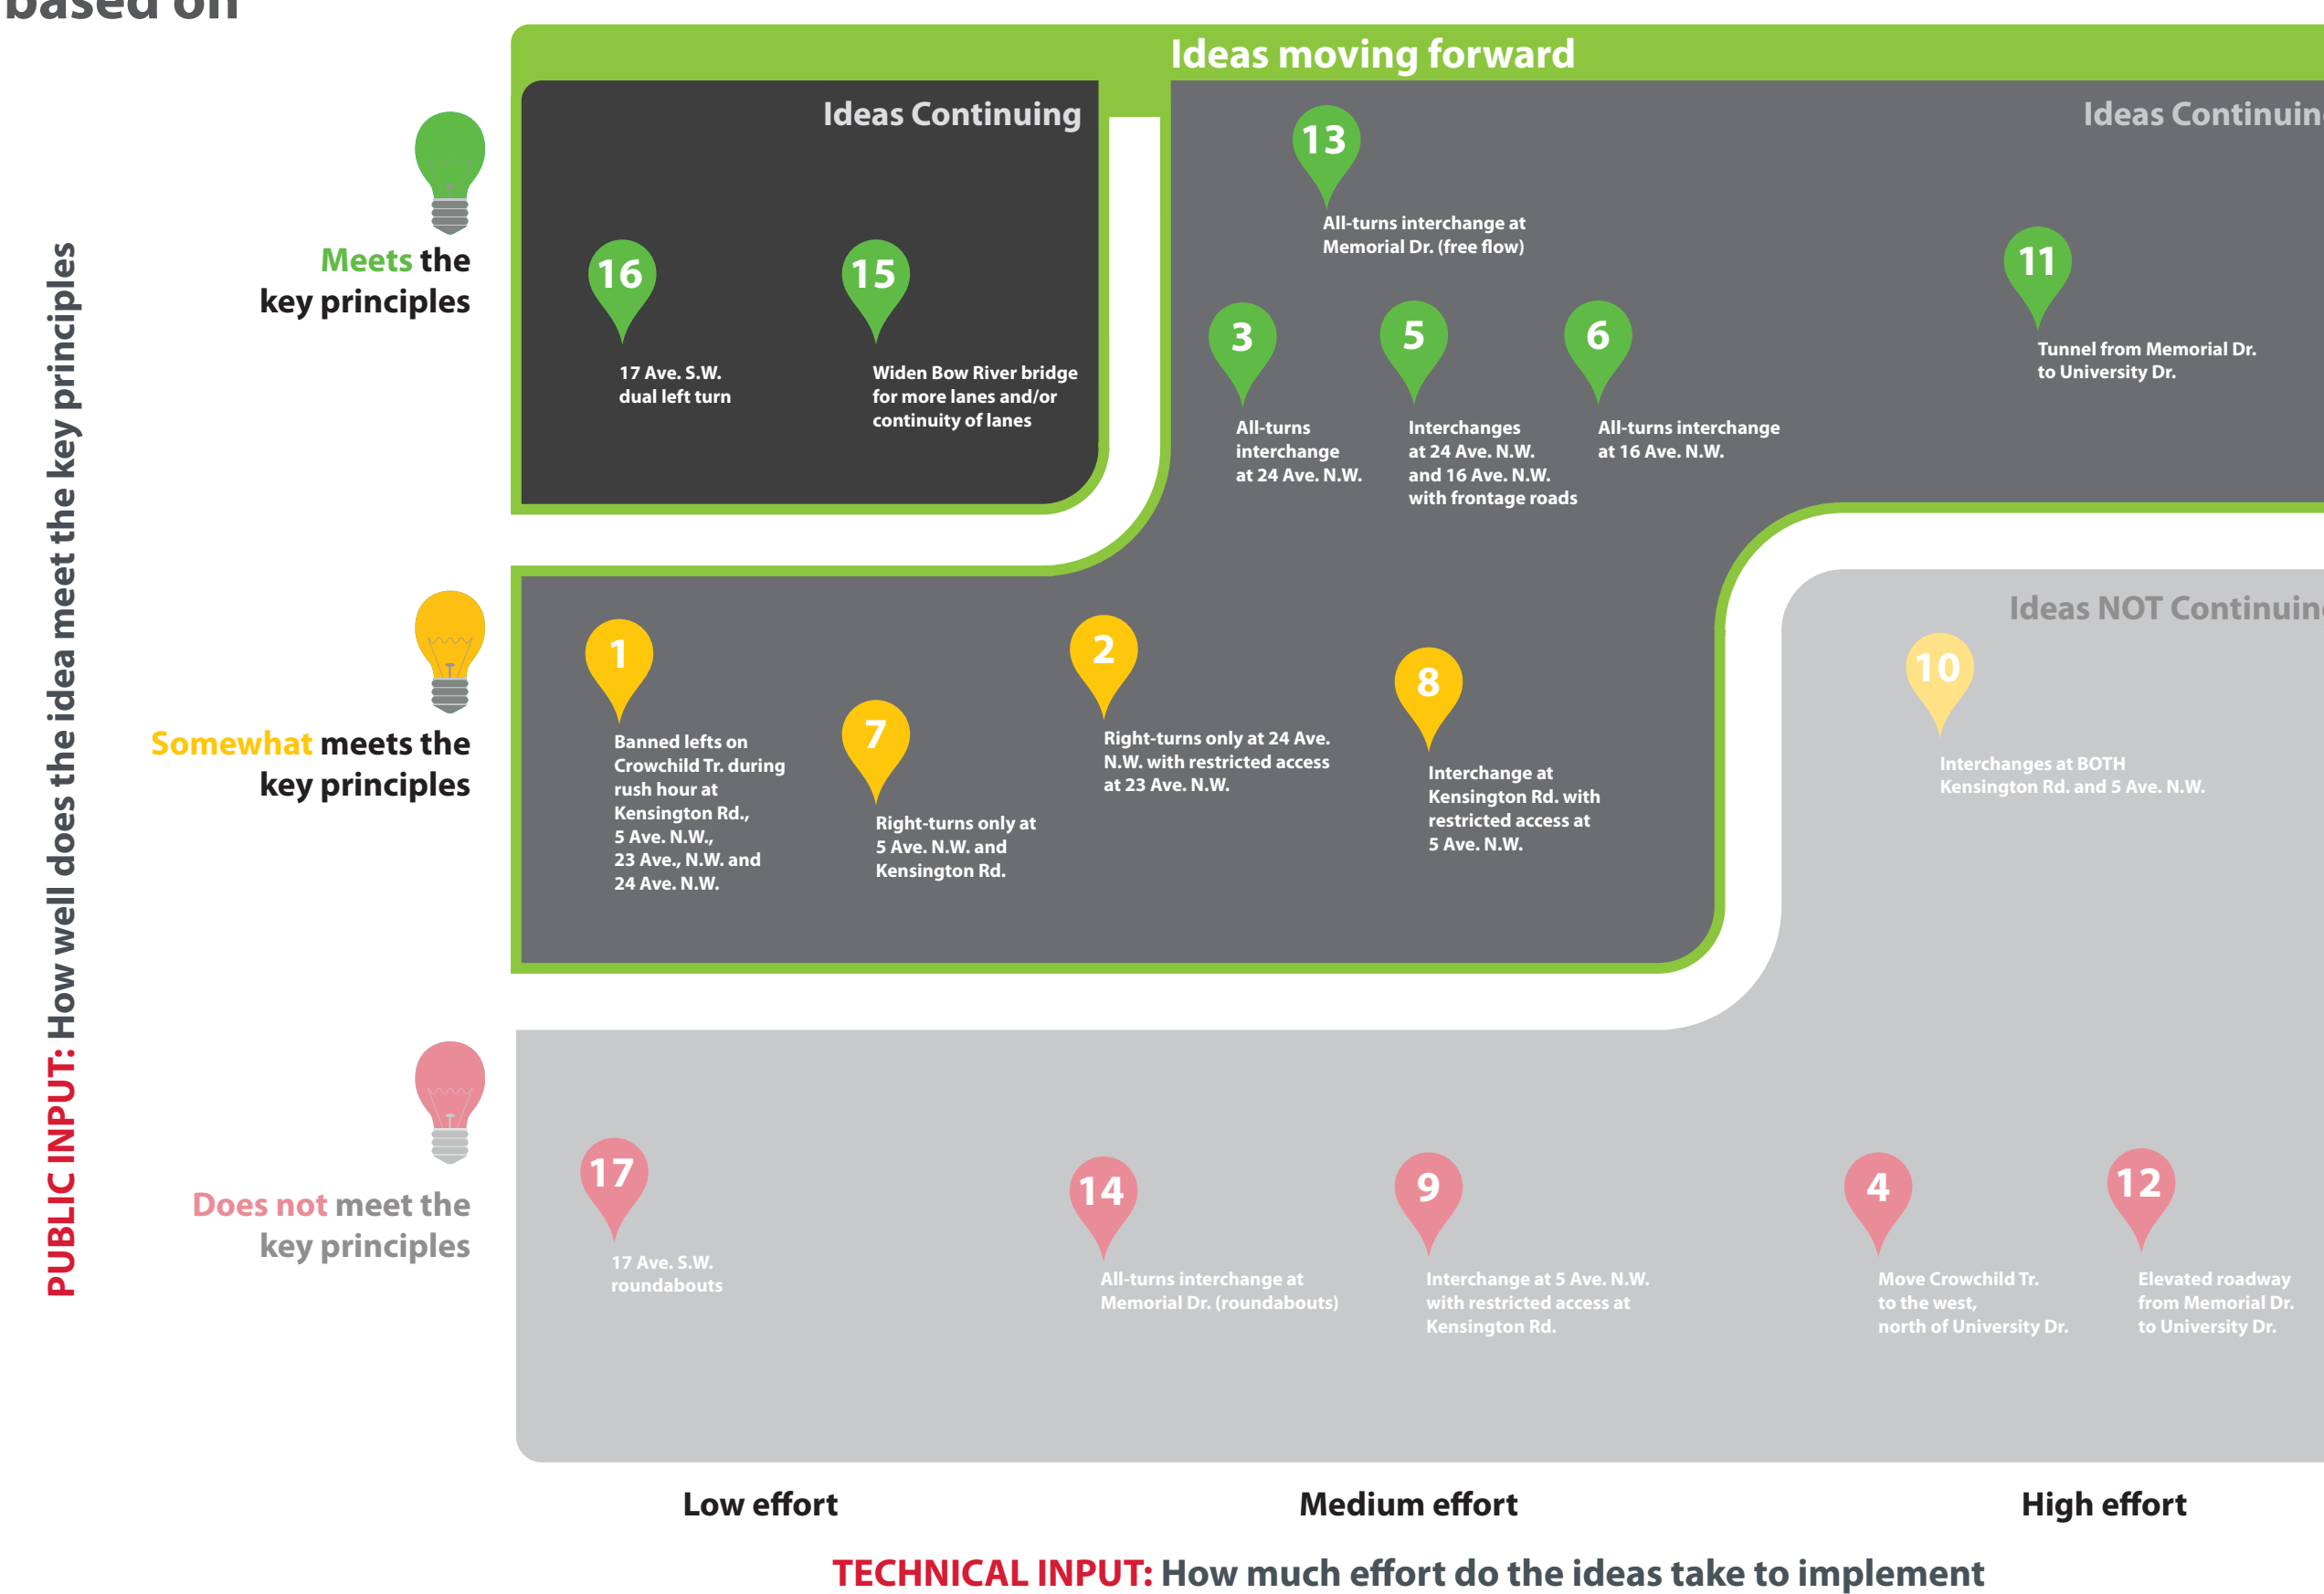 based on
Ideas moving forward
Ideas Continuing
Ideas Continuing
PUBLIC INPUT: How well does the idea meet the key principles
Meets the
key principles
16
17 Ave. S.W.
dual left turn
15
Widen Bow River bridge
for more lanes and/or
continuity of lanes
13
All-turns interchange at
Memorial Dr. (free flow)
3
All-turns
interchange
at 24 Ave. N.W.
5
Interchanges
at 24 Ave. N.W.
and 16 Ave. N.W.
with frontage roads
6
All-turns interchange
at 16 Ave. N.W.
11
Tunnel from Memorial Dr.
to University Dr.
Somewhat meets the
key principles
1
Banned lefts on
Crowchild Tr. during
rush hour at
Kensington Rd.,
5 Ave. N.W.,
23 Ave., N.W. and
24 Ave. N.W.
7
Right-turns only at
5 Ave. N.W. and
Kensington Rd.
2
Right-turns only at 24 Ave.
N.W. with restricted access
at 23 Ave. N.W.
8
Interchange at
Kensington Rd. with
restricted access at
5 Ave. N.W.
Ideas NOT Continuing
10
Interchanges at BOTH
Kensington Rd. and 5 Ave. N.W.
Does not meet the
key principles
17
17 Ave. S.W.
roundabouts
14
All-turns interchange at
Memorial Dr. (roundabouts)
9
Interchange at 5 Ave. N.W.
with restricted access at
Kensington Rd.
4
Move Crowchild Tr.
to the west,
north of University Dr.
12
Elevated roadway
from Memorial Dr.
to University Dr.
Low effort
Medium effort
High effort
TECHNICAL INPUT: How much effort do the ideas take to implement